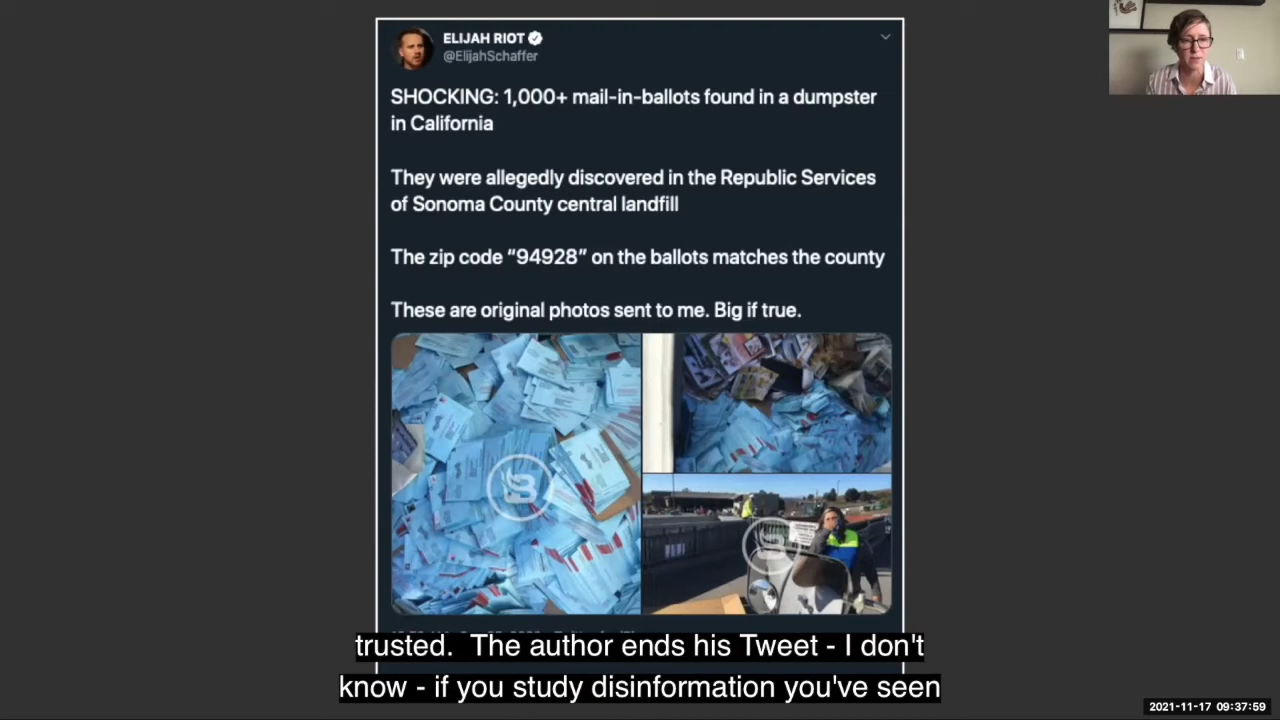 ELIJAH RIOT
@ElijahSchaffer
SHOCKING: 1,000+ mail-in-ballots found in a dumpster
in California
They were allegedly discovered in the Republic Services
of Sonoma County central landfill
The zip code “94928” on the ballots matches the county
These are original photos sent to me. Big if true.
trusted. The author ends his Tweet - I don't
know - if you study disinformation you've seen
2021-11-17 09:37:59